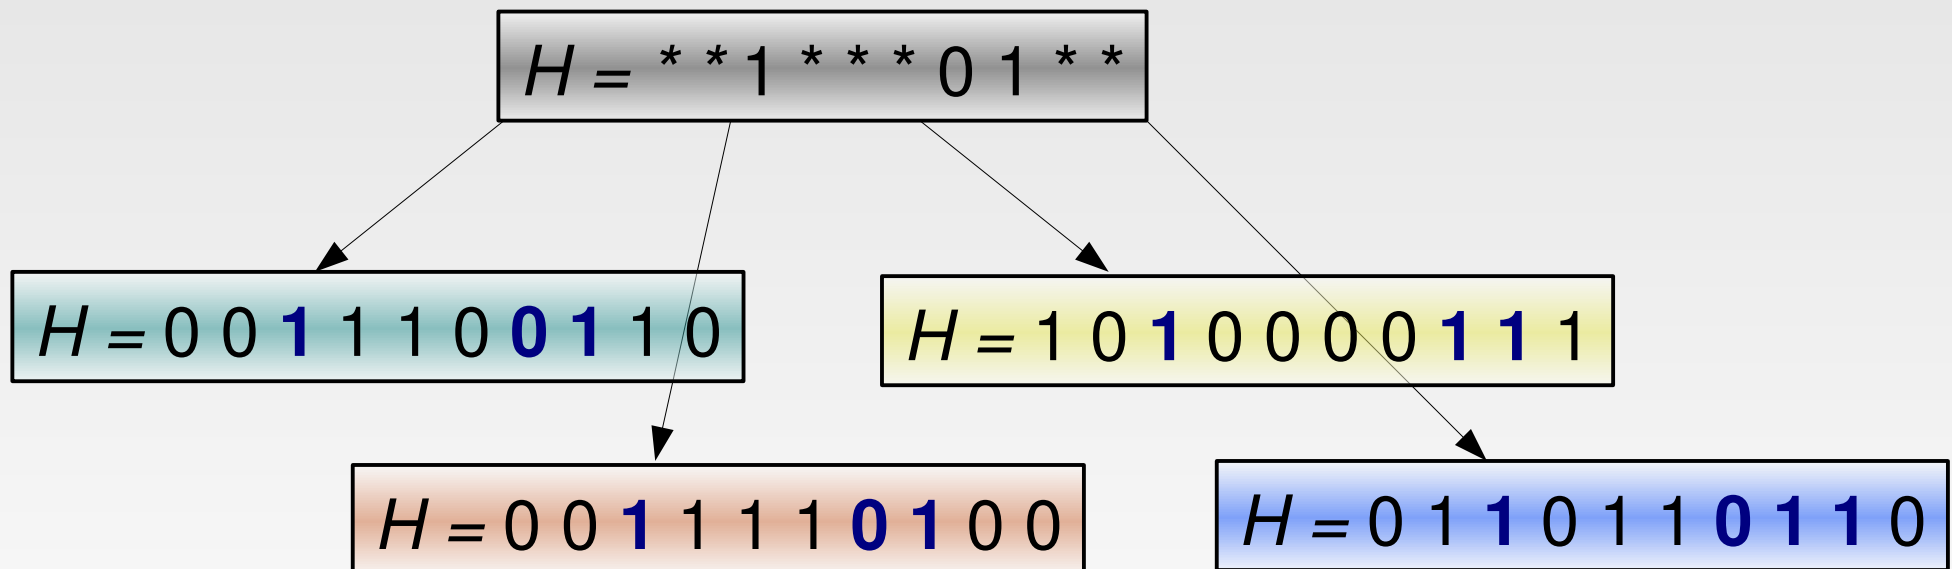 H = * * 1 * * * 0 1 * *
H = 0 0 1 1 1 0 0 1 1 0
H = 1 0 1 0 0 0 0 1 1 1
H = 0 0 1 1 1 1 0 1 0 0
H = 0 1 1 0 1 1 0 1 1 0